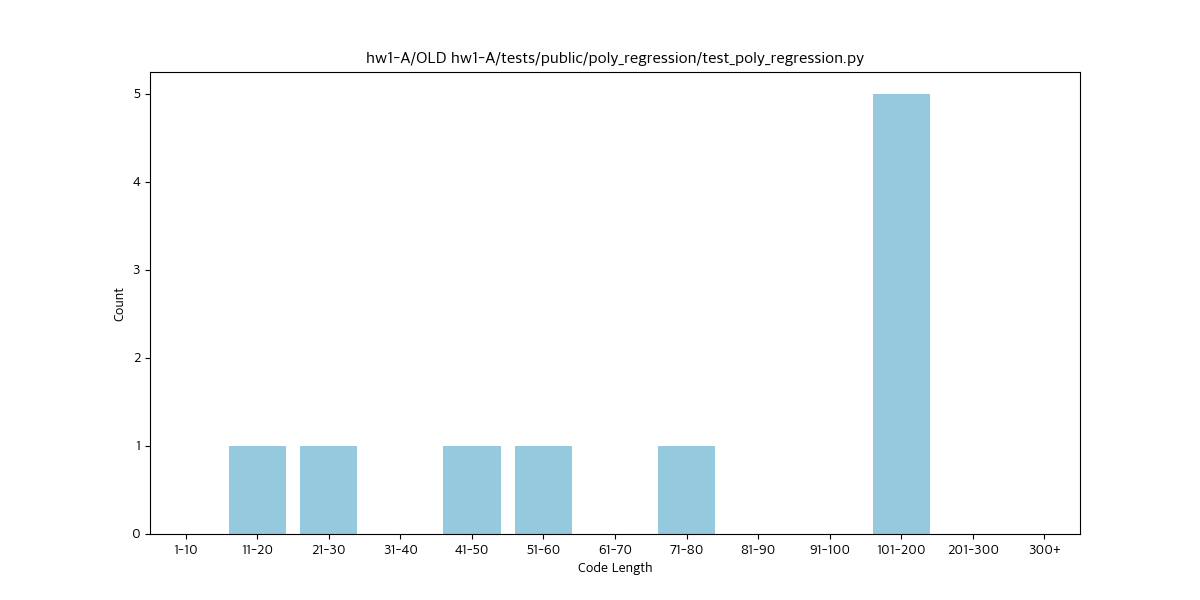 hw1-A/OLD hw1-A/tests/public/poly_regression/test_poly_regression.py
5
4
3
2
1
0
Count
1-10 11-20 21-30 31-40 41-50 51-60 61-70 71-80 81-90 91-100 101-200 201-300 300+
Code Length